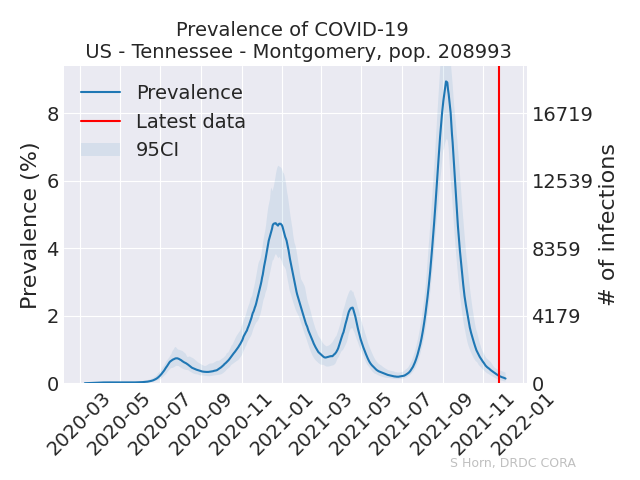 Prevalence of COVID-19
US - Tennessee - Montgomery, pop. 208993
Prevalence
Latest data
95CI
Prevalence (%)
8
6
4
2
0
16719
12539
8359
4179
0
# of infections
2020-03
2020-05
2020-07
2020-09
2020-11
2021-01
2021-03
2021-05
2021-07
2021-09
2021-11
2022-01
S Horn, DRDC CORA